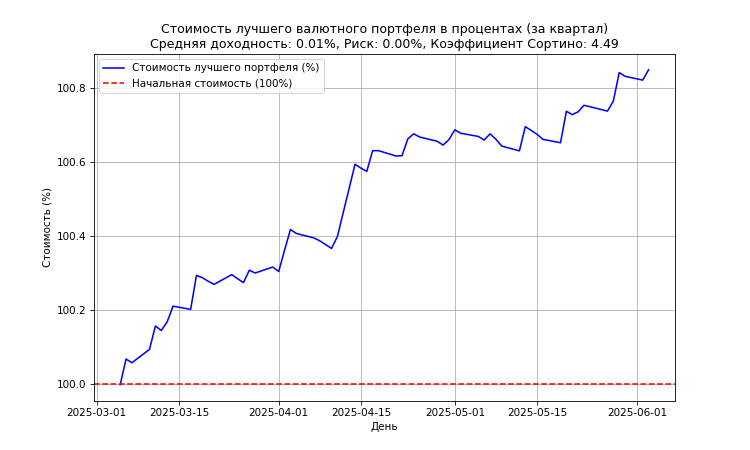 Стоимость лучшего валютного портфеля в процентах (за квартал)
Средняя доходность: 0.01%, Риск: 0.00%, Коэффициент Сортино: 4.49
Стоимость лучшего портфеля (%)
Начальная стоимость (100%)
Стоимость (%)
100.8
100.6
100.4
100.2
100.0
2025-03-01
2025-03-15
2025-04-01
2025-04-15
2025-05-01
2025-05-15
2025-06-01
День